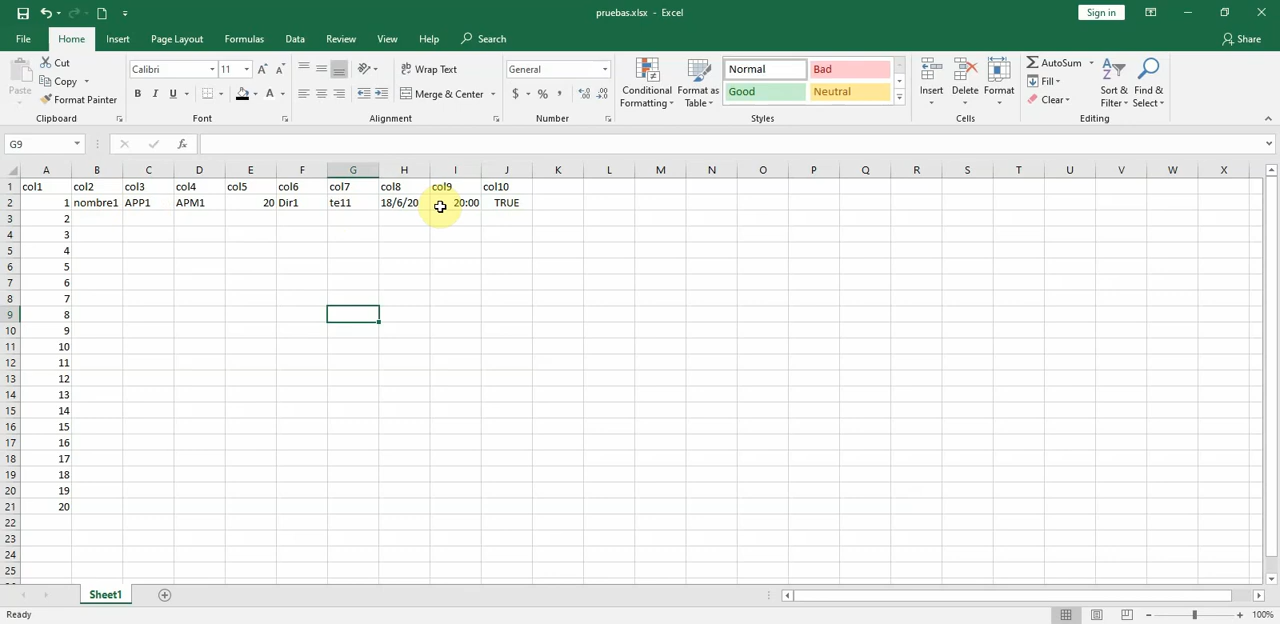 pruebas.xlsx - Excel
Sign in
File Home Insert Page Layout Formulas Data Review View Help Search Share
Paste
Cut
Copy
Format Painter
Clipboard
Calibri 11 A A
B I U A
Font
Wrap Text
Merge & Center
Alignment
General
$ % ,
Number
Conditional Formatting
Format as Table
Normal Bad
Good Neutral
Styles
Insert Delete Format
Cells
AutoSum
Fill
Clear
Sort & Filter
Find & Select
Editing
G9 fx
A B C D E F G H I J K L M N O P Q R S T U V W X
1 col1 col2 col3 col4 col5 col6 col7 col8 col9 col10
2 1 nombre1 APP1 APM1 20 Dir1 te11 18/6/20 20:00 TRUE
3 2
4 3
5 4
6 5
7 6
8 7
9 8
10 9
11 10
12 11
13 12
14 13
15 14
16 15
17 16
18 17
19 18
20 19
21 20
22
23
24
25
Sheet1
Ready 100%